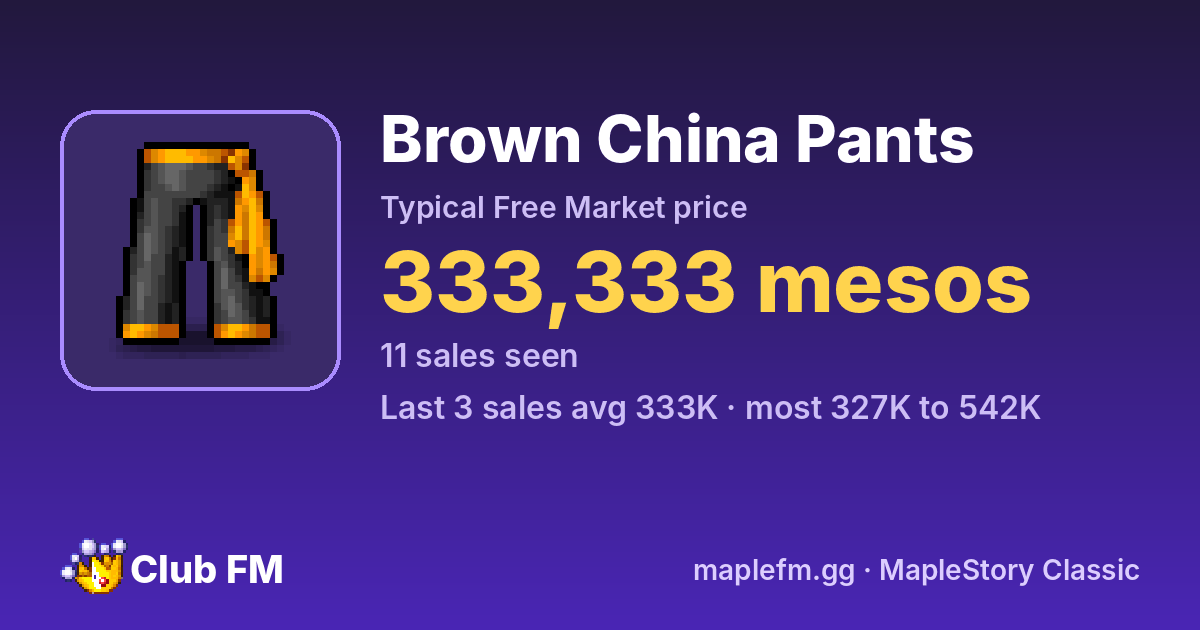 Brown China Pants
Typical Free Market price
333,333 mesos
11 sales seen
Last 3 sales avg 333K · most 327K to 542K
Club FM
maplefm.gg · MapleStory Classic